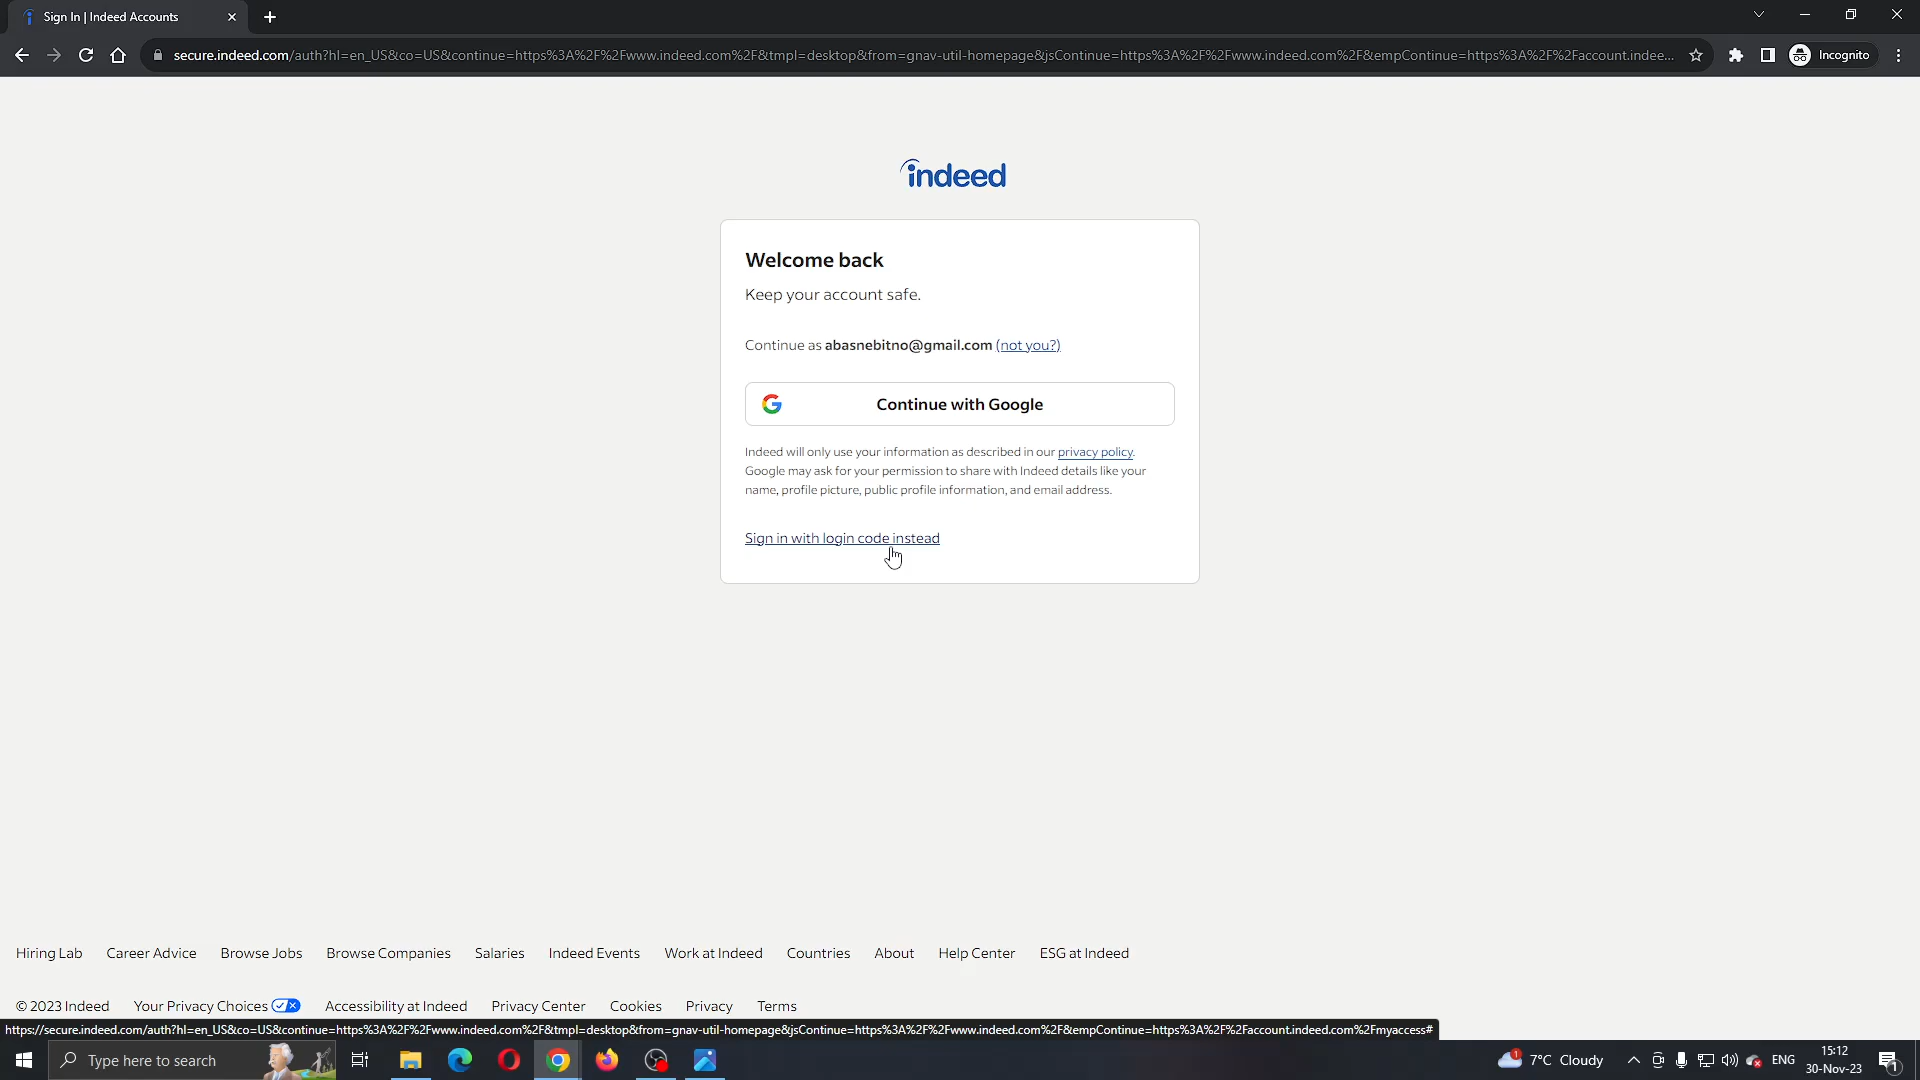 Sign In | Indeed Accounts
secure.indeed.com/auth?hl=en_US&co=US&continue=https%3A%2F%2Fwww.indeed.com%2F&tmpl=desktop&from=gnav-util-homepage&jsContinue=https%3A%2F%2Fwww.indeed.com%2F&empContinue=https%3A%2F%2Faccount.indee...
Incognito
indeed
Welcome back
Keep your account safe.
Continue as abasnebitno@gmail.com (not you?)
Continue with Google
Indeed will only use your information as described in our privacy policy.
Google may ask for your permission to share with Indeed details like your
name, profile picture, public profile information, and email address.
Sign in with login code instead
Hiring Lab Career Advice Browse Jobs Browse Companies Salaries Indeed Events Work at Indeed Countries About Help Center ESG at Indeed
© 2023 Indeed Your Privacy Choices Accessibility at Indeed Privacy Center Cookies Privacy Terms
https://secure.indeed.com/auth?hl=en_US&co=US&continue=https%3A%2F%2Fwww.indeed.com%2F&tmpl=desktop&from=gnav-util-homepage&jsContinue=https%3A%2F%2Fwww.indeed.com%2F&empContinue=https%3A%2F%2Faccount.indeed.com%2Fmyaccess#
Type here to search
1
7°C Cloudy
ENG
15:12
30-Nov-23
1